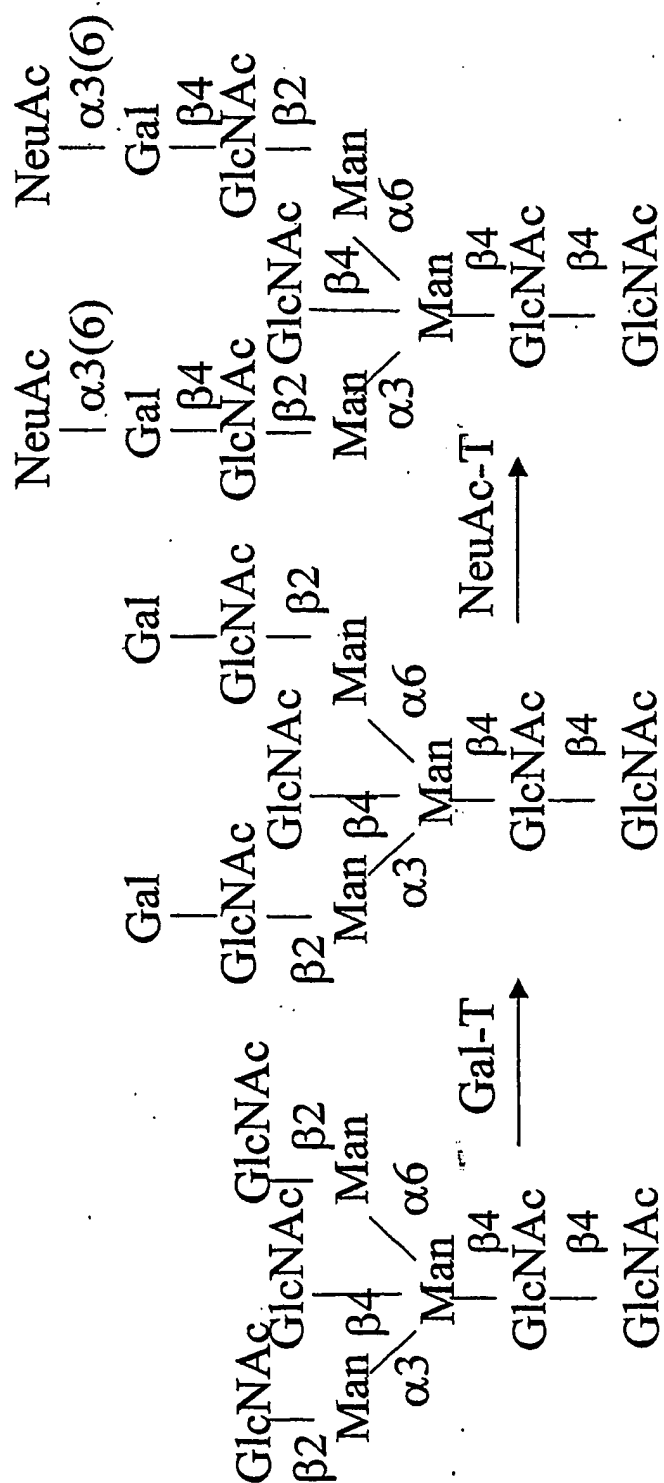 GlcNAc GlcNAc
β2 GlcNAc β2
Man β4 Man
α3 α6
Man
β4
GlcNAc
β4
GlcNAc
Gal-T
Gal Gal
GlcNAc GlcNAc
β2 GlcNAc β2
Man β4 Man
α3 α6
Man
β4
GlcNAc
β4
GlcNAc
NeuAc-T
NeuAc NeuAc
α3(6) α3(6)
Gal Gal
β4 β4
GlcNAc GlcNAc
β2 GlcNAc β2
Man β4 Man
α3 α6
Man
β4
GlcNAc
β4
GlcNAc